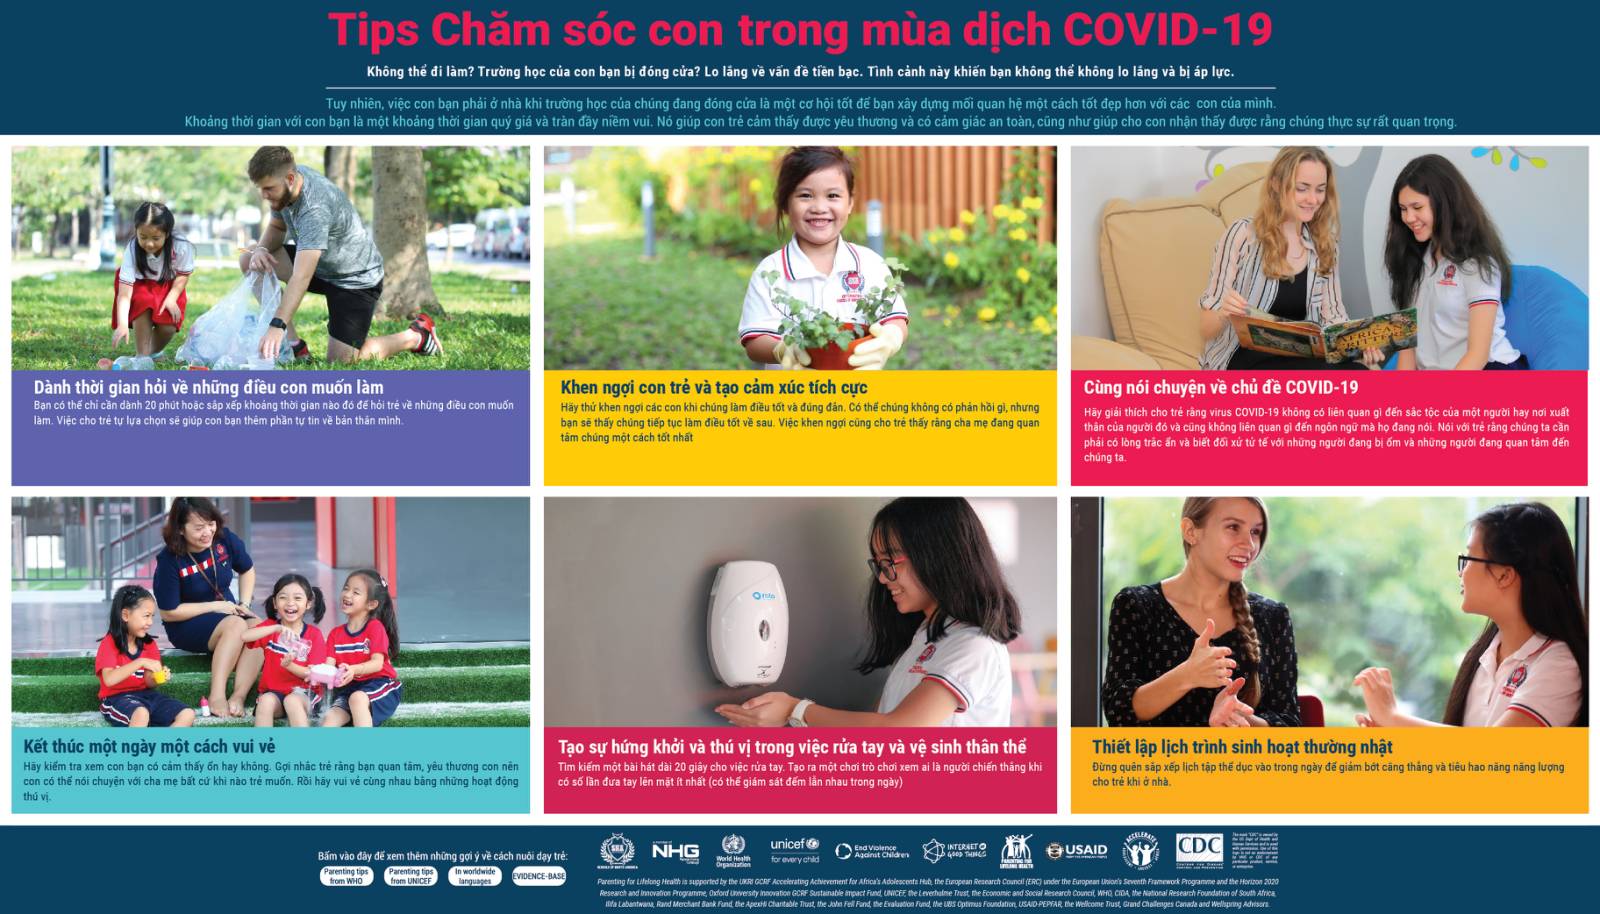 Tips Chăm sóc con trong mùa dịch COVID-19
Không thể đi làm? Trường học của con bạn bị đóng cửa? Lo lắng về vấn đề tiền bạc. Tình cảnh này khiến bạn không thể không lo lắng và bị áp lực.
Tuy nhiên, việc con bạn phải ở nhà khi trường học của chúng đang đóng cửa là một cơ hội tốt để bạn xây dựng mối quan hệ một cách tốt đẹp hơn với các con của mình.
Khoảng thời gian với con bạn là một khoảng thời gian quý giá và tràn đầy niềm vui. Nó giúp con trẻ cảm thấy được yêu thương và có cảm giác an toàn, cũng như giúp cho con nhận thấy được rằng chúng thực sự rất quan trọng.
Dành thời gian hỏi về những điều con muốn làm
Bạn có thể chỉ cần dành 20 phút hoặc sắp xếp khoảng thời gian nào đó để hỏi trẻ về những điều con muốn
làm. Việc cho trẻ tự lựa chọn sẽ giúp con bạn thêm phần tự tin về bản thân mình.
Khen ngợi con trẻ và tạo cảm xúc tích cực
Hãy thử khen ngợi các con khi chúng làm điều tốt và đúng đắn. Có thể chúng không có phản hồi gì, nhưng
bạn sẽ thấy chúng tiếp tục làm điều tốt về sau. Việc khen ngợi cũng cho trẻ thấy rằng cha mẹ đang quan
tâm chúng một cách tốt nhất
AFRICAN
Cùng nói chuyện về chủ đề COVID-19
Hãy giải thích cho trẻ rằng virus COVID-19 không có liên quan gì đến sắc tộc của một người hay nơi xuất
thân của người đó và cũng không liên quan gì đến ngôn ngữ mà họ đang nói. Nói với trẻ rằng chúng ta cần
phải có lòng trắc ẩn và biết đối xử tử tế với những người đang bị ốm và những người đang quan tâm đến
chúng ta.
Kết thúc một ngày một cách vui vẻ
Hãy kiểm tra xem con bạn có cảm thấy ổn hay không. Gợi nhắc trẻ rằng bạn quan tâm, yêu thương con nên
con có thể nói chuyện với cha mẹ bất cứ khi nào trẻ muốn. Rồi hãy vui vẻ cùng nhau bằng những hoạt động
thú vị.
Tạo sự hứng khởi và thú vị trong việc rửa tay và vệ sinh thân thể
Tìm kiếm một bài hát dài 20 giây cho việc rửa tay. Tạo ra một chơi trò chơi xem ai là người chiến thắng khi
có số lần đưa tay lên mặt ít nhất (có thể giám sát đếm lẫn nhau trong ngày)
Thiết lập lịch trình sinh hoạt thường nhật
Đừng quên sắp xếp lịch tập thể dục vào trong ngày để giảm bớt căng thẳng và tiêu hao năng năng lượng
cho trẻ khi ở nhà.
Bấm vào đây để xem thêm những gợi ý về cách nuôi dạy trẻ:
Parenting tips
from WHO
Parenting tips
from UNICEF
In worldwide
languages
EVIDENCE-BASE
NHG
World Health
Organization
unicef
for every child
End Violence
Against Children
INTERNET OF
GOOD THINGS
PARENTING FOR
LIFELONG HEALTH
USAID
ACCELERATE
CDC
Parenting for Lifelong Health is supported by the UKRI GCRF Accelerating Achievement for Africa's Adolescents Hub, the European Research Council (ERC) under the European Union's Seventh Framework Programme and the Horizon 2020
Research and Innovation Programme, Oxford University Innovation GCRF Sustainable Impact Fund, UNICEF, the Leverhulme Trust, the Economic and Social Research Council, WHO, CIDA, the National Research Foundation of South Africa,
Ilifa Labantwana, Rand Merchant Bank Fund, the ApexHi Charitable Trust, the John Fell Fund, the Evaluation Fund, the UBS Optimus Foundation, USAID-PEPFAR, the Wellcome Trust, Grand Challenges Canada and Wellspring Advisors.